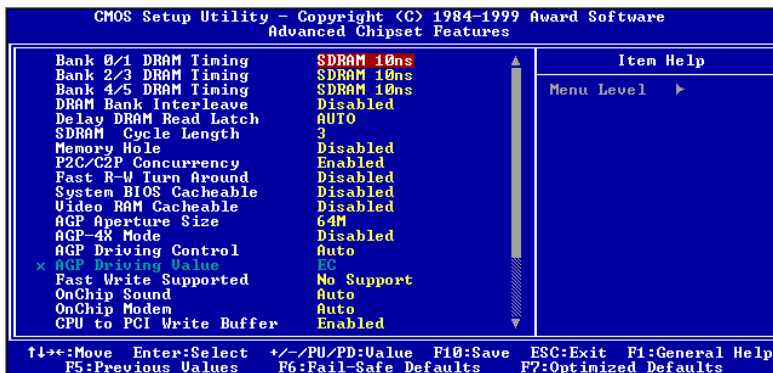 CMOS Setup Utility - Copyright (C) 1984-1999 Award Software
Advanced Chipset Features
Bank 0/1 DRAM Timing SDRAM 10ns
Bank 2/3 DRAM Timing SDRAM 10ns
Bank 4/5 DRAM Timing SDRAM 10ns
DRAM Bank Interleave Disabled
Delay DRAM Read Latch AUTO
SDRAM Cycle Length 3
Memory Hole Disabled
P2C/C2P Concurrency Enabled
Fast R-W Turn Around Disabled
System BIOS Cacheable Disabled
Video RAM Cacheable Disabled
AGP Aperture Size 64M
AGP-4X Mode Disabled
AGP Driving Control Auto
x AGP Driving Value EC
Fast Write Supported No Support
OnChip Sound Auto
OnChip Modem Auto
CPU to PCI Write Buffer Enabled
Item Help
Menu Level ►
↑↓→←:Move Enter:Select +/-/PU/PD:Value F10:Save ESC:Exit F1:General Help
F5:Previous Values F6:Fail-Safe Defaults F7:Optimized Defaults